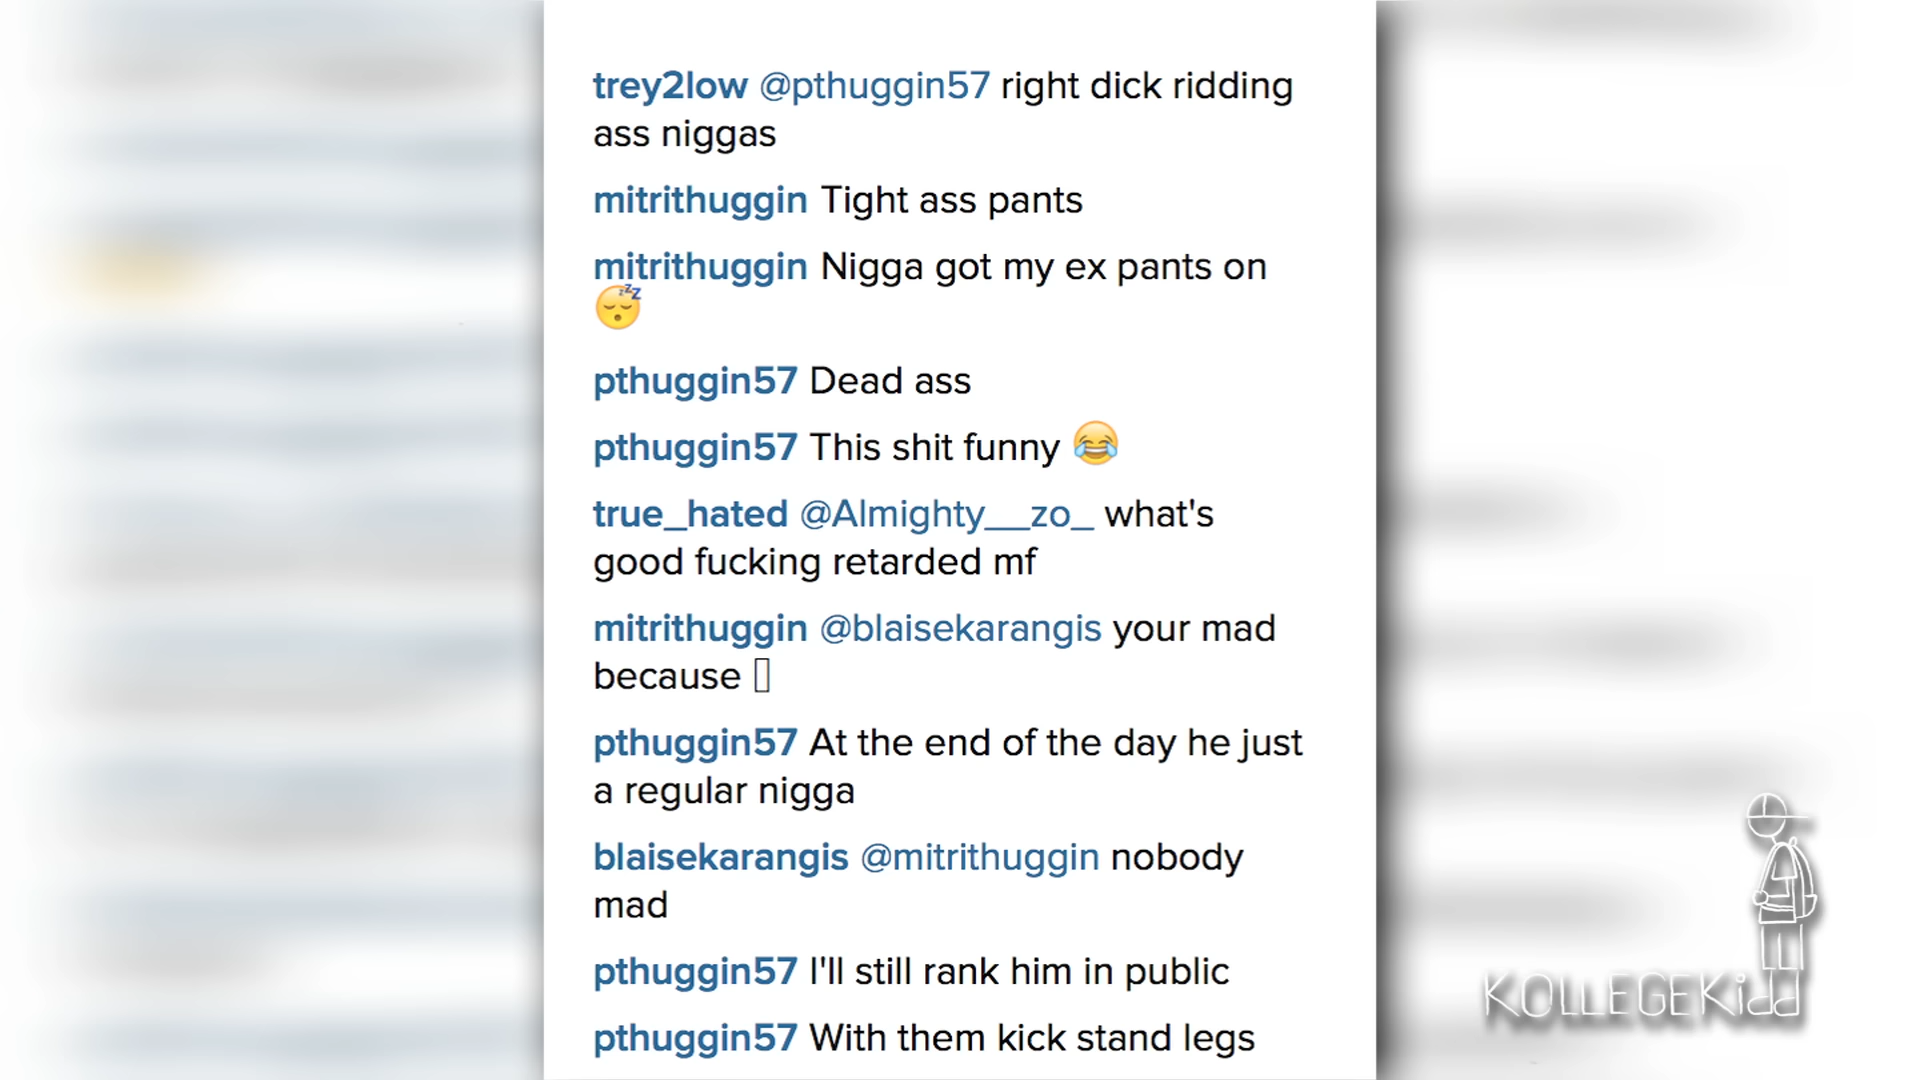 trey2low @pthuggin57 right dick ridding
ass niggas
mitrithuggin Tight ass pants
mitrithuggin Nigga got my ex pants on
😴
pthuggin57 Dead ass
pthuggin57 This shit funny 😂
true_hated @Almighty__zo_ what's
good fucking retarded mf
mitrithuggin @blaisekarangis your mad
because
pthuggin57 At the end of the day he just
a regular nigga
blaisekarangis @mitrithuggin nobody
mad
pthuggin57 I'll still rank him in public
pthuggin57 With them kick stand legs
KOLLEGEKidd